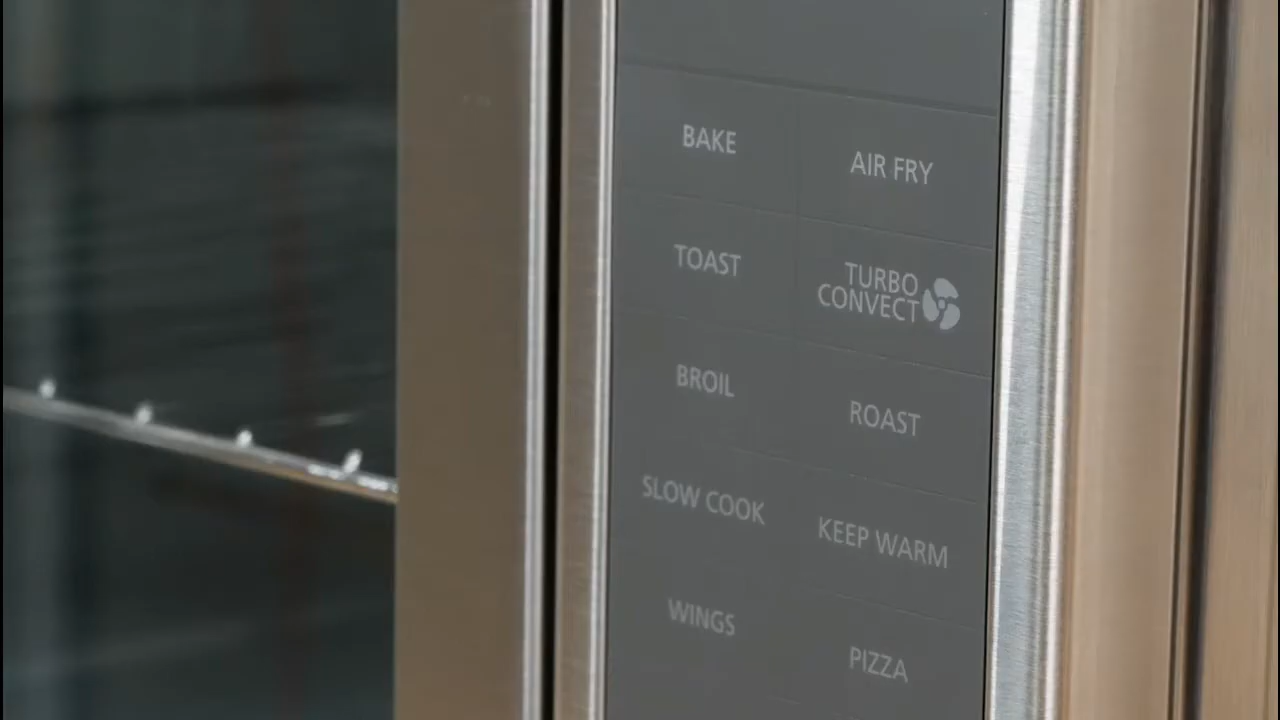 BAKE
AIR FRY
TOAST
TURBO
CONVECT
BROIL
ROAST
SLOW COOK
KEEP WARM
WINGS
PIZZA